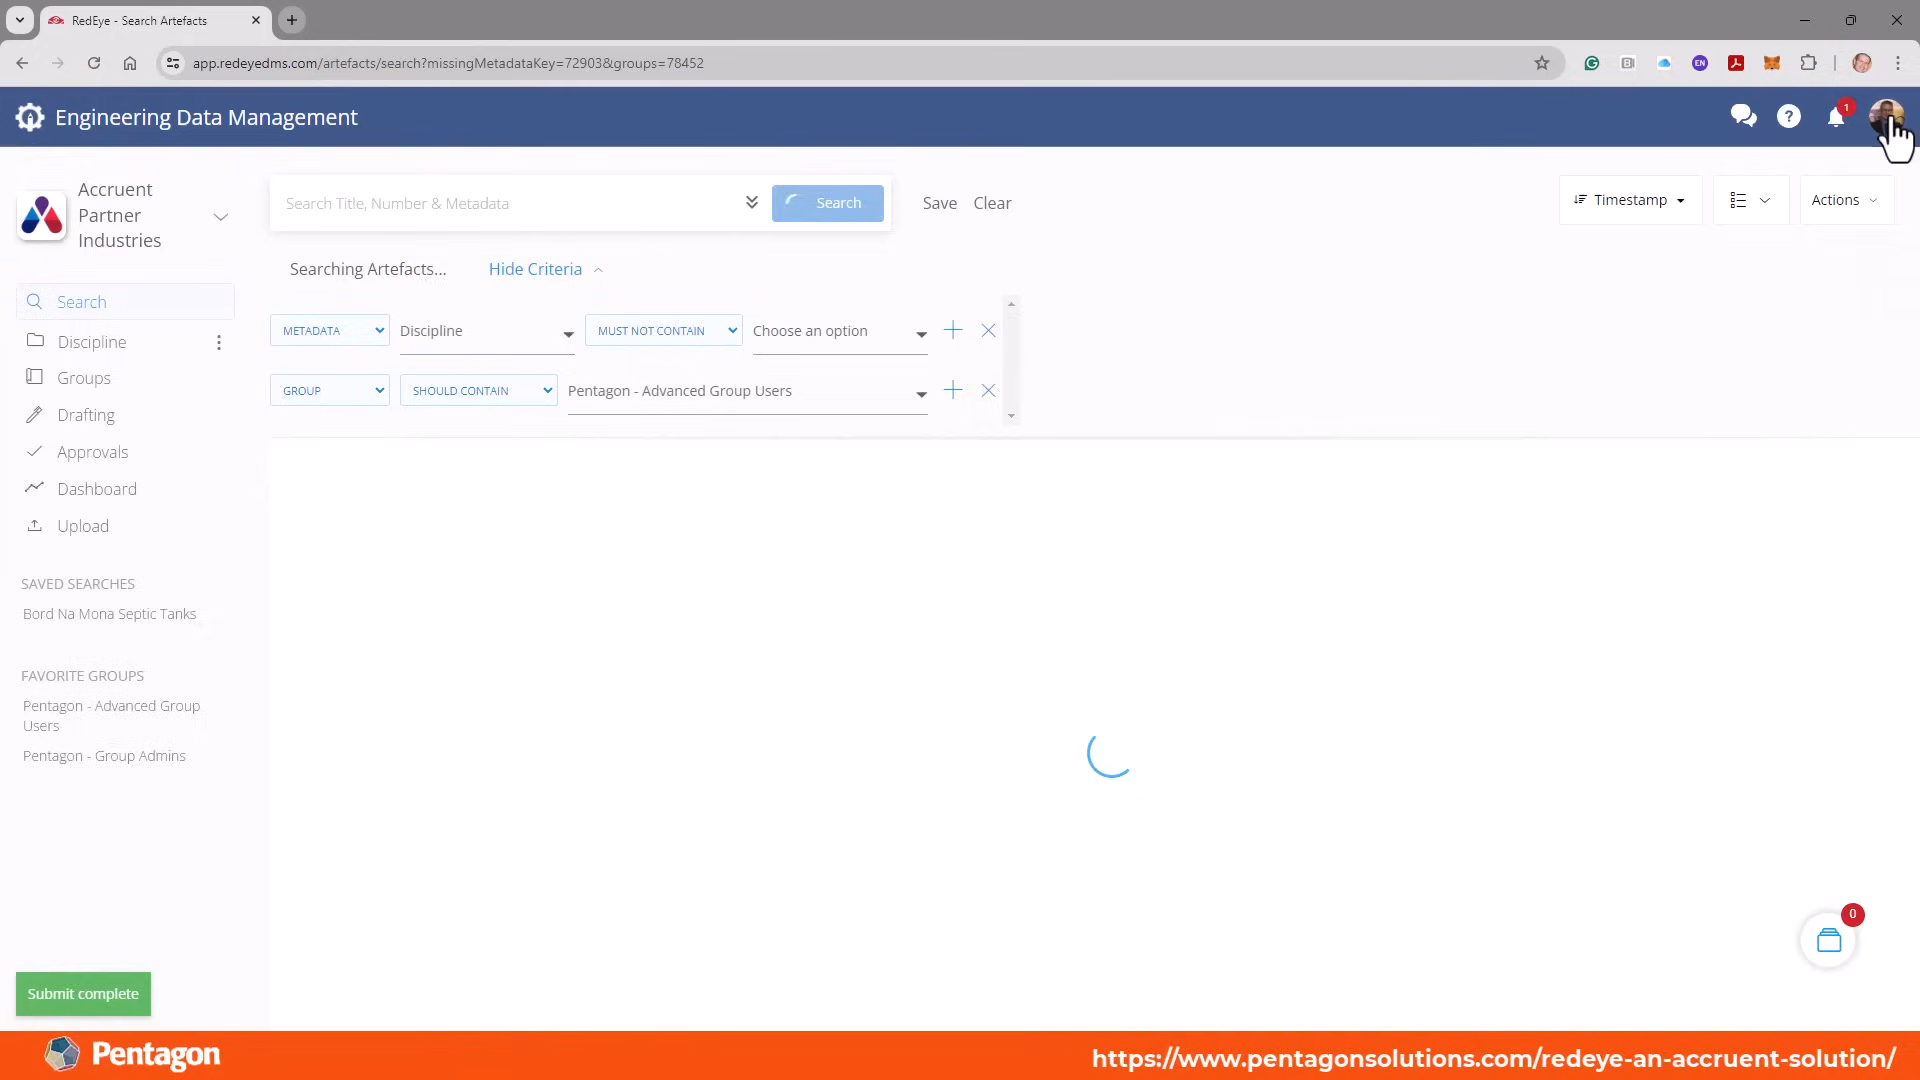 RedEye - Search Artefacts
app.redeyedms.com/artefacts/search?missingMetadataKey=72903&groups=78452
EN
Engineering Data Management
?
1
Accruent
Partner
Industries
Search Title, Number & Metadata
Search
Save
Clear
Timestamp
Actions
Searching Artefacts...
Hide Criteria
METADATA
Discipline
MUST NOT CONTAIN
Choose an option
GROUP
SHOULD CONTAIN
Pentagon - Advanced Group Users
Search
Discipline
Groups
Drafting
Approvals
Dashboard
Upload
SAVED SEARCHES
Bord Na Mona Septic Tanks
FAVORITE GROUPS
Pentagon - Advanced Group
Users
Pentagon - Group Admins
0
Submit complete
Pentagon
https://www.pentagonsolutions.com/redeye-an-accruent-solution/